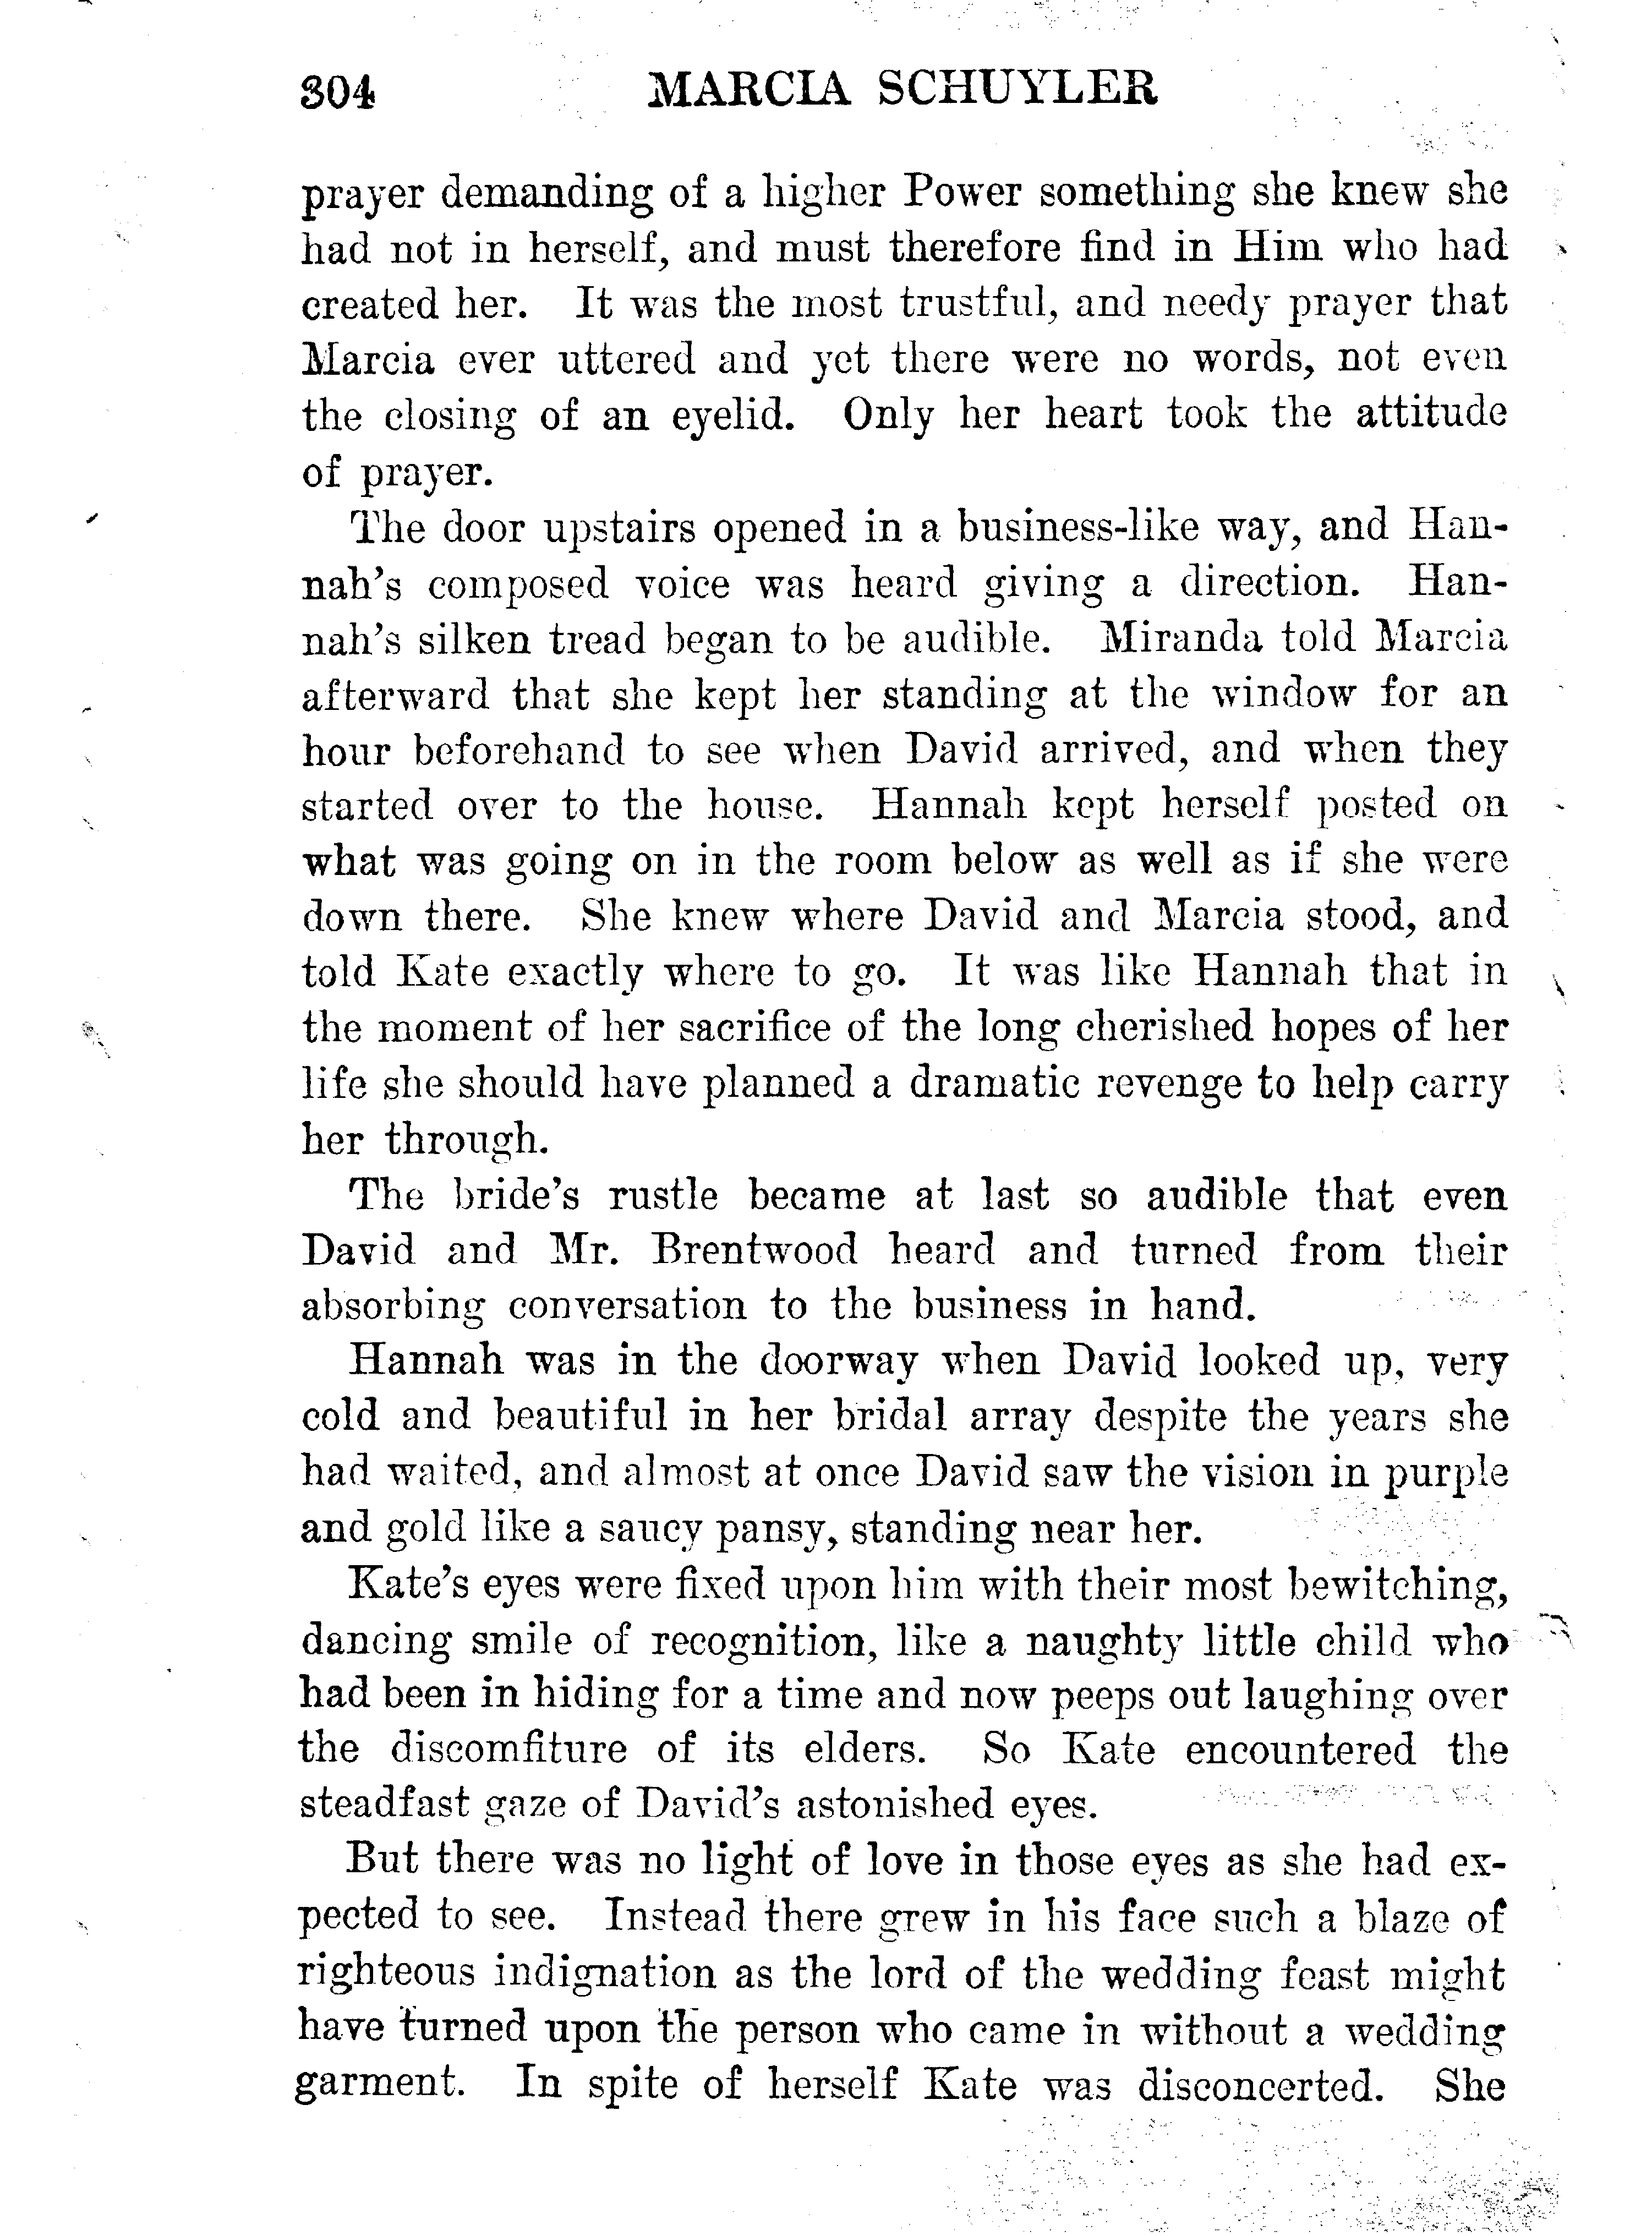 304 MARCIA SCHUYLER
prayer demanding of a higher Power something she knew she
had not in herself, and must therefore find in Him who had
created her. It was the most trustful, and needy prayer that
Marcia ever uttered and yet there were no words, not even
the closing of an eyelid. Only her heart took the attitude
of prayer.
The door upstairs opened in a business-like way, and Han-
nah's composed voice was heard giving a direction. Han-
nah's silken tread began to be audible. Miranda told Marcia
afterward that she kept her standing at the window for an
hour beforehand to see when David arrived, and when they
started over to the house. Hannah kept herself posted on
what was going on in the room below as well as if she were
down there. She knew where David and Marcia stood, and
told Kate exactly where to go. It was like Hannah that in
the moment of her sacrifice of the long cherished hopes of her
life she should have planned a dramatic revenge to help carry
her through.
The bride's rustle became at last so audible that even
David and Mr. Brentwood heard and turned from their
absorbing conversation to the business in hand.
Hannah was in the doorway when David looked up, very
cold and beautiful in her bridal array despite the years she
had waited, and almost at once David saw the vision in purple
and gold like a saucy pansy, standing near her.
Kate's eyes were fixed upon him with their most bewitching,
dancing smile of recognition, like a naughty little child who
had been in hiding for a time and now peeps out laughing over
the discomfiture of its elders. So Kate encountered the
steadfast gaze of David's astonished eyes.
But there was no light of love in those eyes as she had ex-
pected to see. Instead there grew in his face such a blaze of
righteous indignation as the lord of the wedding feast might
have turned upon the person who came in without a wedding
garment. In spite of herself Kate was disconcerted. She